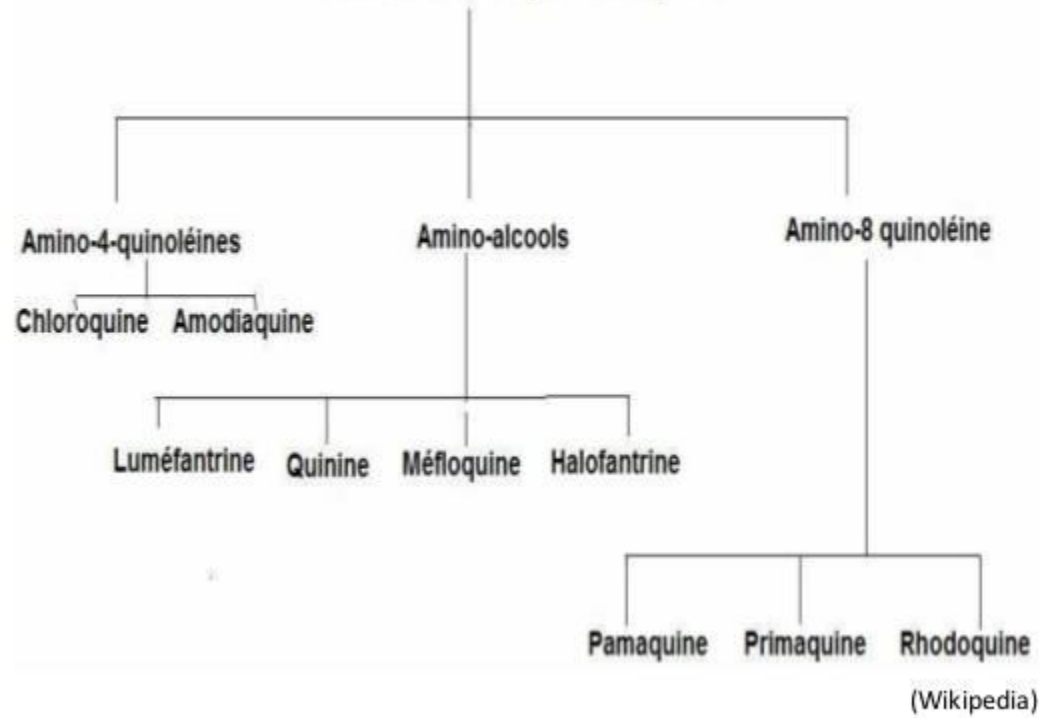 Amino-4-quinoléines
Amino-alcools
Amino-8 quinoléine
Chloroquine Amodiaquine
Luméfantrine Quinine Méfloquine Halofantrine
Pamaquine Primaquine Rhodoquine
(Wikipedia)